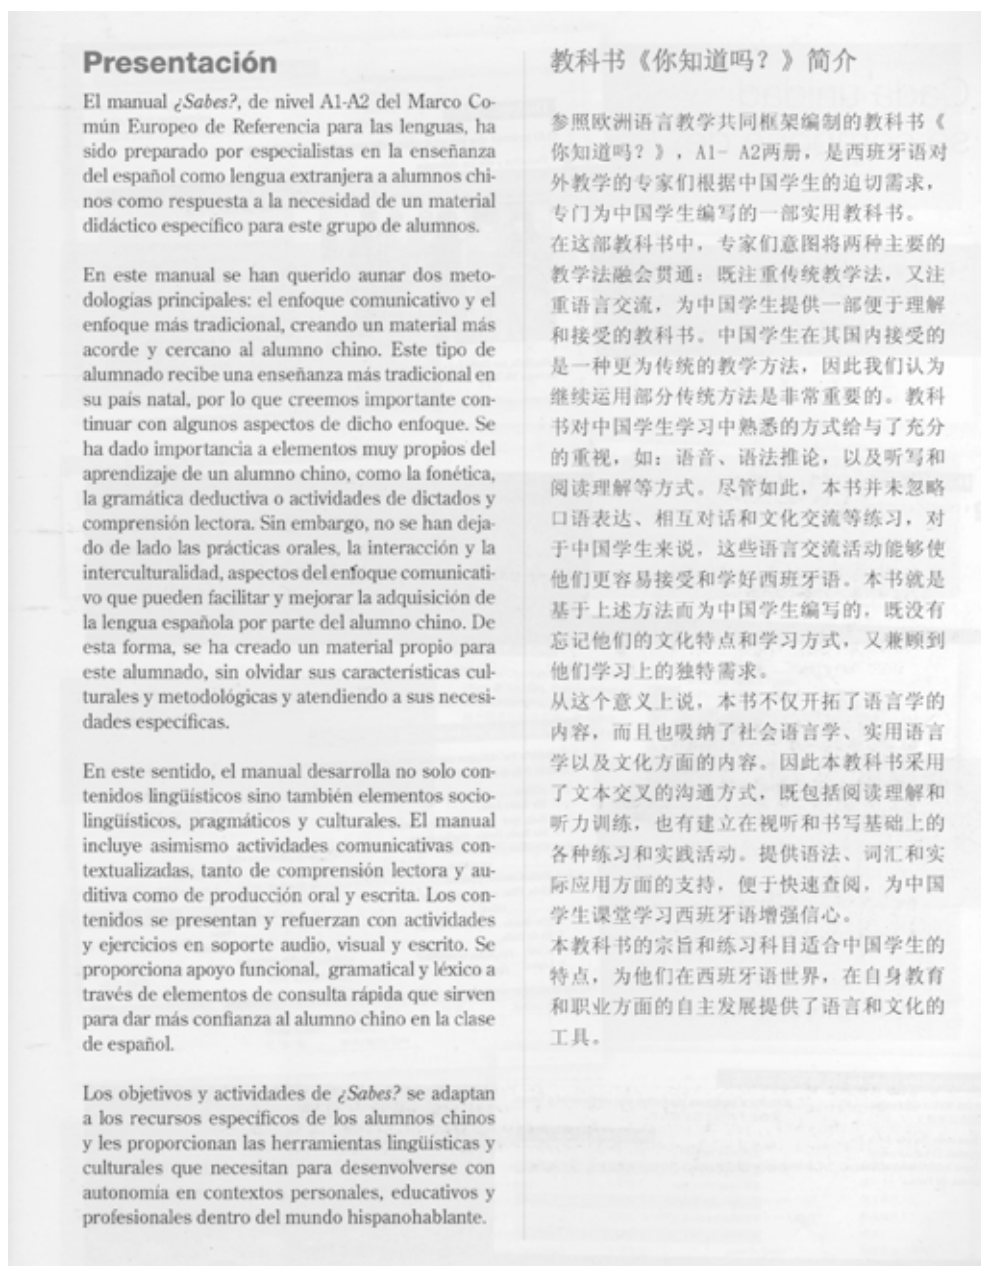 Presentación
El manual ¿Sabes?, de nivel A1-A2 del Marco Co-
mún Europeo de Referencia para las lenguas, ha
sido preparado por especialistas en la enseñanza
del español como lengua extranjera a alumnos chi-
nos como respuesta a la necesidad de un material
didáctico específico para este grupo de alumnos.
En este manual se han querido aunar dos meto-
dologías principales: el enfoque comunicativo y el
enfoque más tradicional, creando un material más
acorde y cercano al alumno chino. Este tipo de
alumnado recibe una enseñanza más tradicional en
su país natal, por lo que creemos importante con-
tinuar con algunos aspectos de dicho enfoque. Se
ha dado importancia a elementos muy propios del
aprendizaje de un alumno chino, como la fonética,
la gramática deductiva o actividades de dictados y
comprensión lectora. Sin embargo, no se han deja-
do de lado las prácticas orales, la interacción y la
interculturalidad, aspectos del enfoque comunicati-
vo que pueden facilitar y mejorar la adquisición de
la lengua española por parte del alumno chino. De
esta forma, se ha creado un material propio para
este alumnado, sin olvidar sus características cul-
turales y metodológicas y atendiendo a sus necesi-
dades específicas.
En este sentido, el manual desarrolla no solo con-
tenidos lingüísticos sino también elementos socio-
lingüísticos, pragmáticos y culturales. El manual
incluye asimismo actividades comunicativas con-
textualizadas, tanto de comprensión lectora y au-
ditiva como de producción oral y escrita. Los con-
tenidos se presentan y refuerzan con actividades
y ejercicios en soporte audio, visual y escrito. Se
proporciona apoyo funcional, gramatical y léxico a
través de elementos de consulta rápida que sirven
para dar más confianza al alumno chino en la clase
de español.
Los objetivos y actividades de ¿Sabes? se adaptan
a los recursos específicos de los alumnos chinos
y les proporcionan las herramientas lingüísticas y
culturales que necesitan para desenvolverse con
autonomía en contextos personales, educativos y
profesionales dentro del mundo hispanohablante.
教科书《你知道吗？》简介
参照欧洲语言教学共同框架编制的教科书《
你知道吗？》，A1- A2两册，是西班牙语对
外教学的专家们根据中国学生的迫切需求，
专门为中国学生编写的一部实用教科书。
在这部教科书中，专家们意图将两种主要的
教学法融会贯通：既注重传统教学法，又注
重语言交流，为中国学生提供一部便于理解
和接受的教科书。中国学生在其国内接受的
是一种更为传统的教学方法，因此我们认为
继续运用部分传统方法是非常重要的。教科
书对中国学生学习中熟悉的方式给与了充分
的重视，如：语音、语法推论，以及听写和
阅读理解等方式。尽管如此，本书并未忽略
口语表达、相互对话和文化交流等练习，对
于中国学生来说，这些语言交流活动能够使
他们更容易接受和学好西班牙语。本书就是
基于上述方法而为中国学生编写的，既没有
忘记他们的文化特点和学习方式，又兼顾到
他们学习上的独特需求。
从这个意义上说，本书不仅开拓了语言学的
内容，而且也吸纳了社会语言学、实用语言
学以及文化方面的内容。因此本教科书采用
了文本交叉的沟通方式，既包括阅读理解和
听力训练，也有建立在视听和书写基础上的
各种练习和实践活动。提供语法、词汇和实
际应用方面的支持，便于快速查阅，为中国
学生课堂学习西班牙语增强信心。
本教科书的宗旨和练习科目适合中国学生的
特点，为他们在西班牙语世界，在自身教育
和职业方面的自主发展提供了语言和文化的
工具。